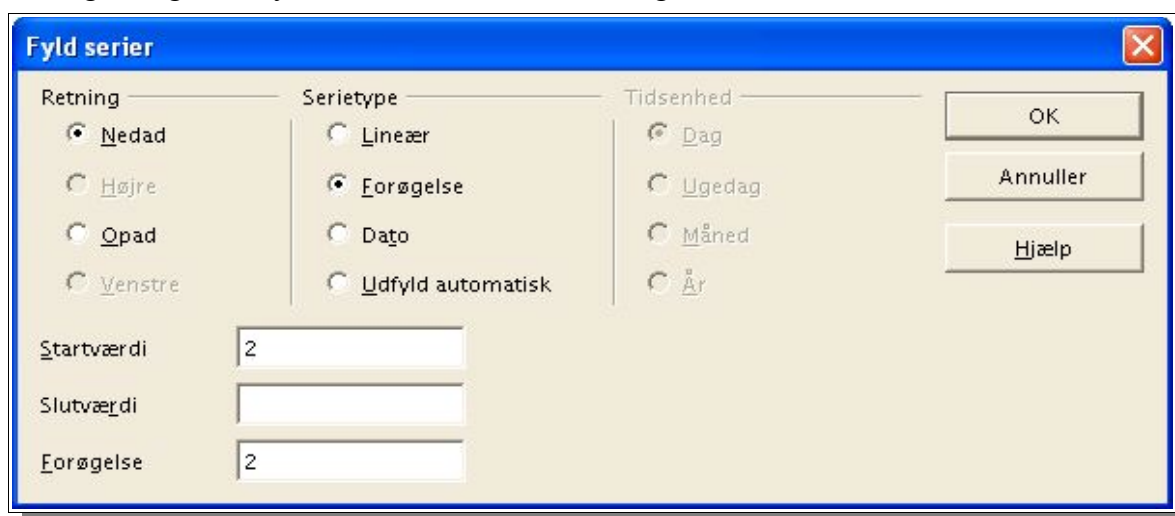 Fyld serier
Retning Serietype Tidsenhed
Nedad Lineær Dag OK
Højre Forøgelse Ugedag Annuller
Opad Dato Måned Hjælp
Venstre Udfyld automatisk År
Startværdi 2
Slutværdi
Forøgelse 2